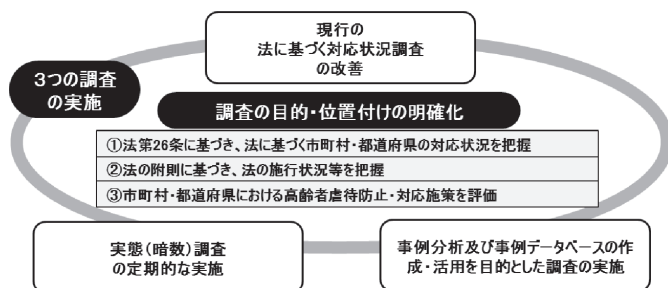 現行の
法に基づく対応状況調査
の改善
3つの調査
の実施
調査の目的・位置付けの明確化
①法第26条に基づき、法に基づく市町村・都道府県の対応状況を把握
②法の附則に基づき、法の施行状況等を把握
③市町村・都道府県における高齢者虐待防止・対応施策を評価
実態(暗数)調査
の定期的な実施
事例分析及び事例データベースの作
成・活用を目的とした調査の実施